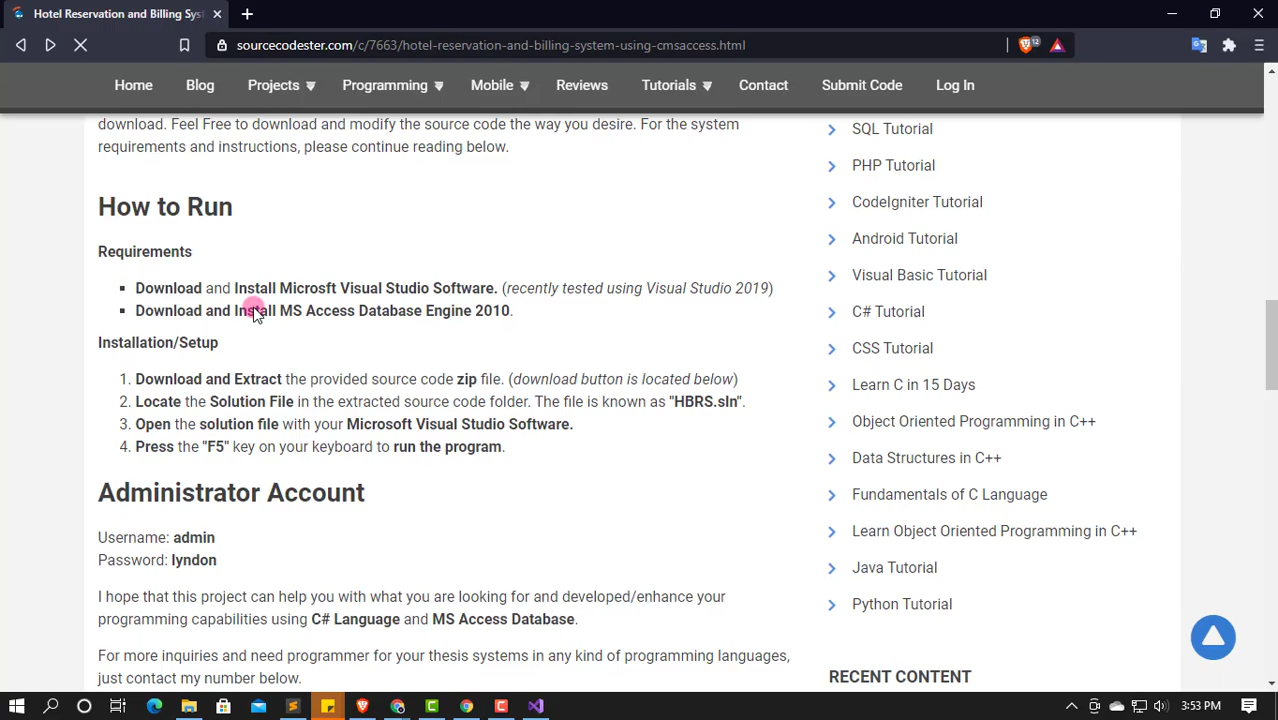 Hotel Reservation and Billing Sys
sourcecodester.com/c/7663/hotel-reservation-and-billing-system-using-cmsaccess.html
12
Home Blog Projects Programming Mobile Reviews Tutorials Contact Submit Code Log In
download. Feel Free to download and modify the source code the way you desire. For the system
requirements and instructions, please continue reading below.
How to Run
Requirements
Download and Install Microsft Visual Studio Software. (recently tested using Visual Studio 2019)
Download and Install MS Access Database Engine 2010.
Installation/Setup
1. Download and Extract the provided source code zip file. (download button is located below)
2. Locate the Solution File in the extracted source code folder. The file is known as "HBRS.sln".
3. Open the solution file with your Microsoft Visual Studio Software.
4. Press the "F5" key on your keyboard to run the program.
Administrator Account
Username: admin
Password: lyndon
I hope that this project can help you with what you are looking for and developed/enhance your
programming capabilities using C# Language and MS Access Database.
For more inquiries and need programmer for your thesis systems in any kind of programming languages,
just contact my number below.
SQL Tutorial
PHP Tutorial
CodeIgniter Tutorial
Android Tutorial
Visual Basic Tutorial
C# Tutorial
CSS Tutorial
Learn C in 15 Days
Object Oriented Programming in C++
Data Structures in C++
Fundamentals of C Language
Learn Object Oriented Programming in C++
Java Tutorial
Python Tutorial
RECENT CONTENT
3:53 PM